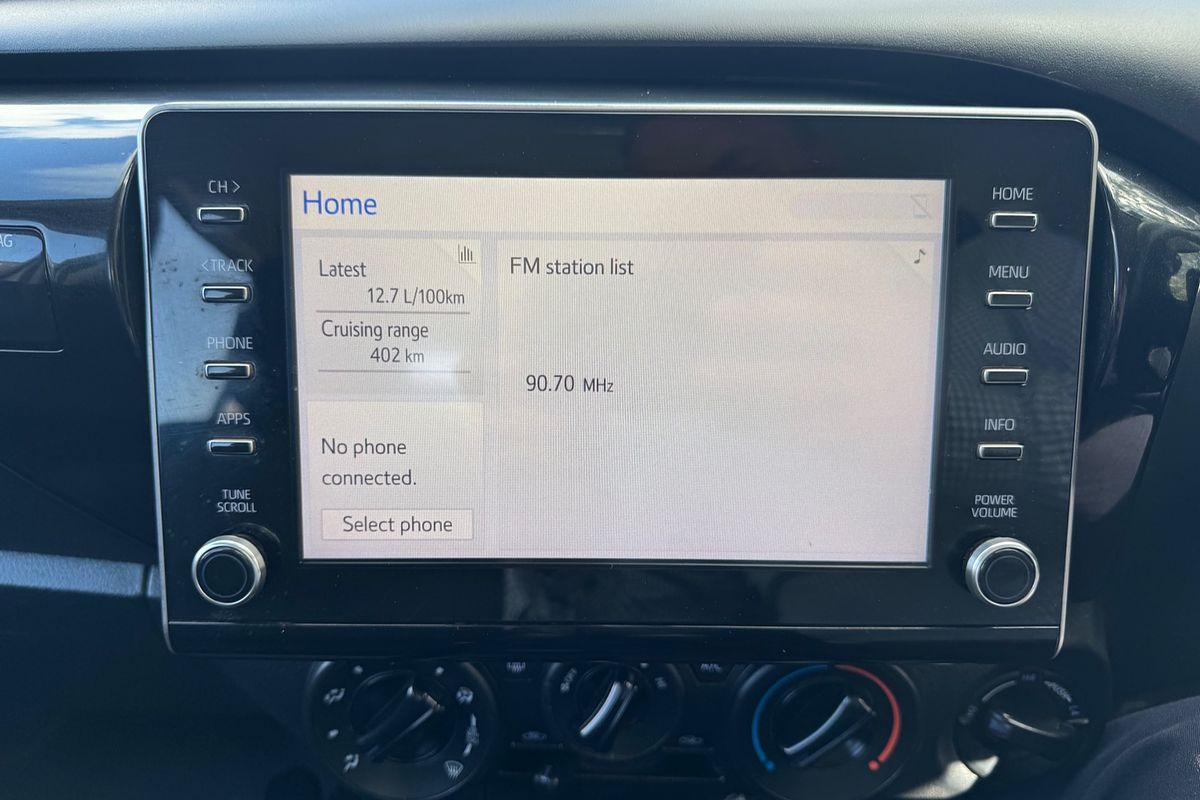 AG
CH >
< TRACK
PHONE
APPS
TUNE
SCROLL
Home
Latest
12.7 L/100km
Cruising range
402 km
No phone
connected.
Select phone
FM station list
90.70 MHz
HOME
MENU
AUDIO
INFO
POWER
VOLUME